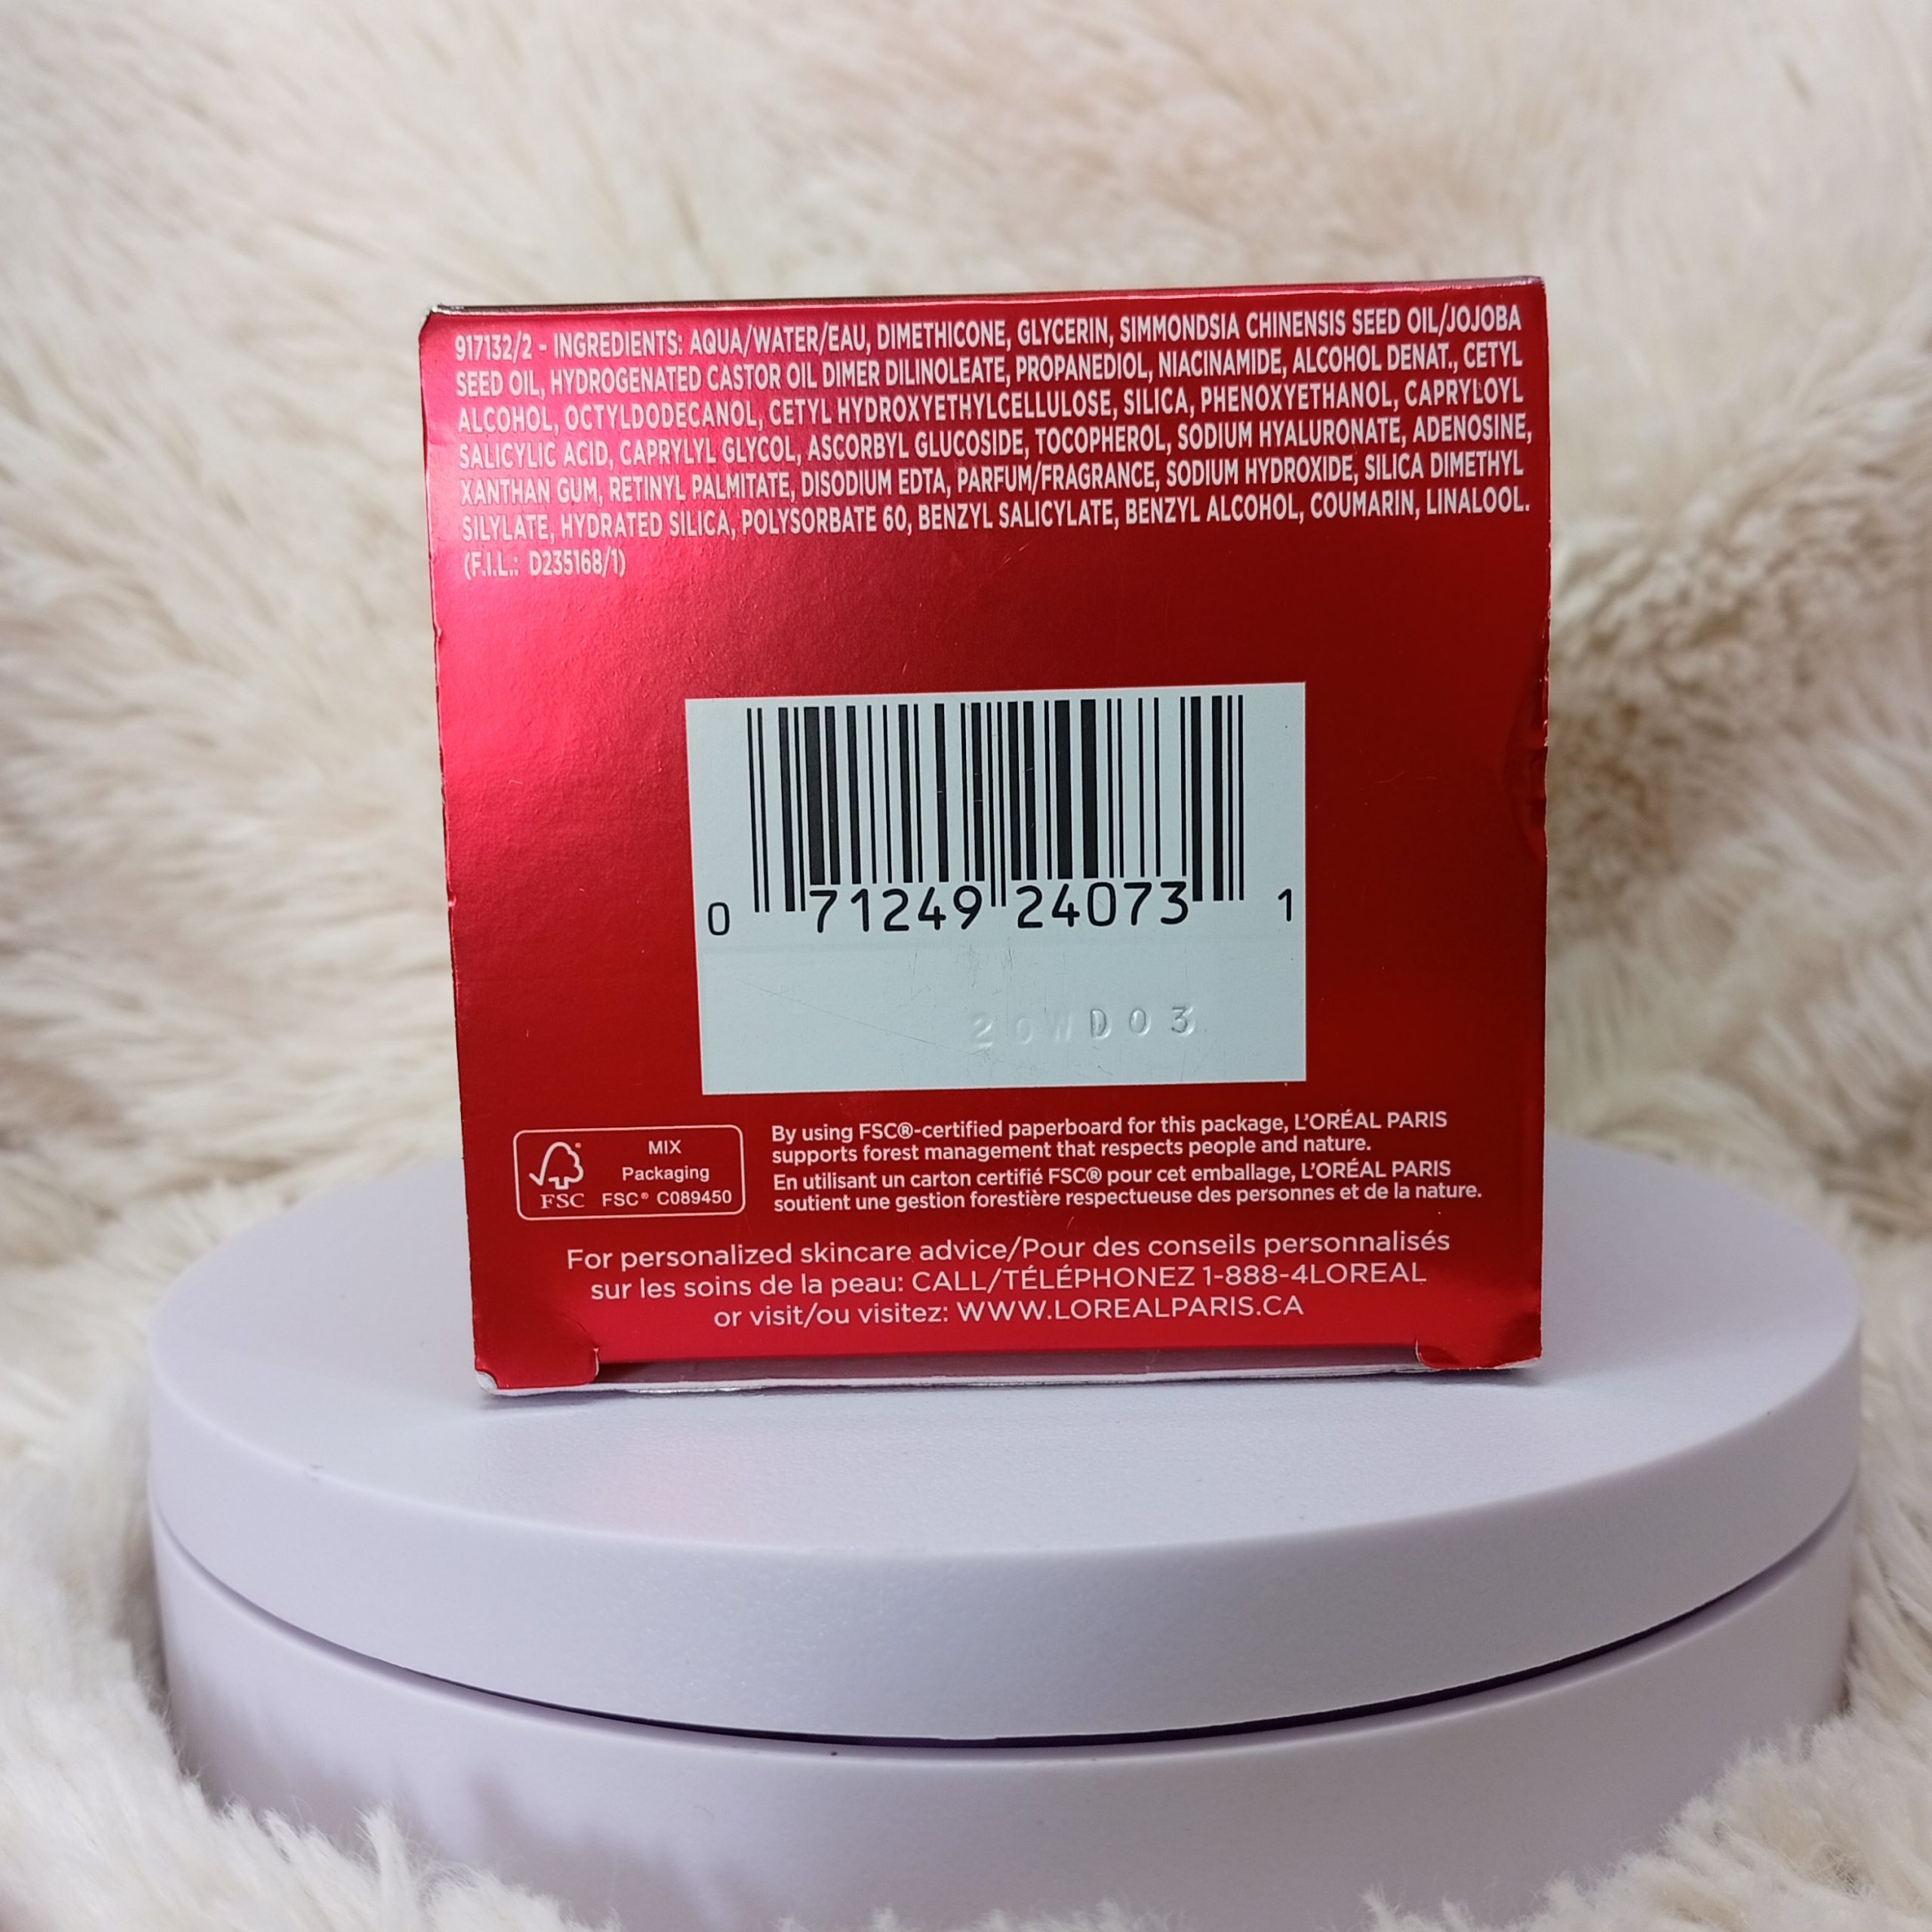 917132/2 - INGREDIENTS: AQUA/WATER/EAU, DIMETHICONE, GLYCERIN, SIMMONDSIA CHINENSIS SEED OIL/JOJOBA
SEED OIL, HYDROGENATED CASTOR OIL DIMER DILINOLEATE, PROPANEDIOL, NIACINAMIDE, ALCOHOL DENAT., CETYL
ALCOHOL, OCTYLDODECANOL, CETYL HYDROXYETHYLCELLULOSE, SILICA, PHENOXYETHANOL, CAPRYLOYL
SALICYLIC ACID, CAPRYLYL GLYCOL, ASCORBYL GLUCOSIDE, TOCOPHEROL, SODIUM HYALURONATE, ADENOSINE,
XANTHAN GUM, RETINYL PALMITATE, DISODIUM EDTA, PARFUM/FRAGRANCE, SODIUM HYDROXIDE, SILICA DIMETHYL
SILYLATE, HYDRATED SILICA, POLYSORBATE 60, BENZYL SALICYLATE, BENZYL ALCOHOL, COUMARIN, LINALOOL.
(F.I.L.: D235168/1)
0 71249 24073 1
20WD03
MIX
Packaging
FSC FSC® C089450
By using FSC®-certified paperboard for this package, L'ORÉAL PARIS
supports forest management that respects people and nature.
En utilisant un carton certifié FSC® pour cet emballage, L'ORÉAL PARIS
soutient une gestion forestière respectueuse des personnes et de la nature.
For personalized skincare advice/Pour des conseils personnalisés
sur les soins de la peau: CALL/TÉLÉPHONEZ 1-888-4LOREAL
or visit/ou visitez: WWW.LOREALPARIS.CA